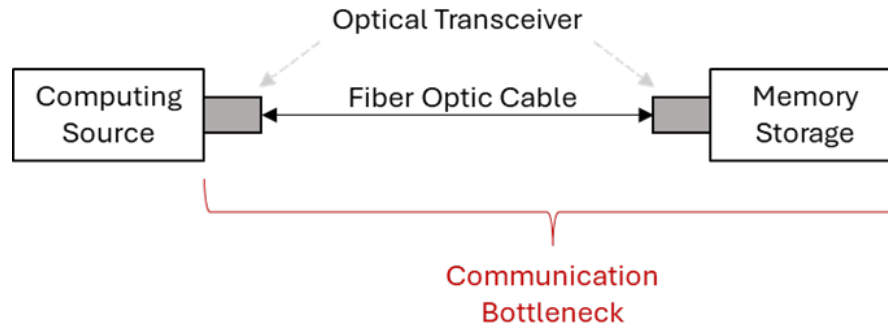 Optical Transceiver
Computing
Source
Fiber Optic Cable
Memory
Storage
Communication
Bottleneck